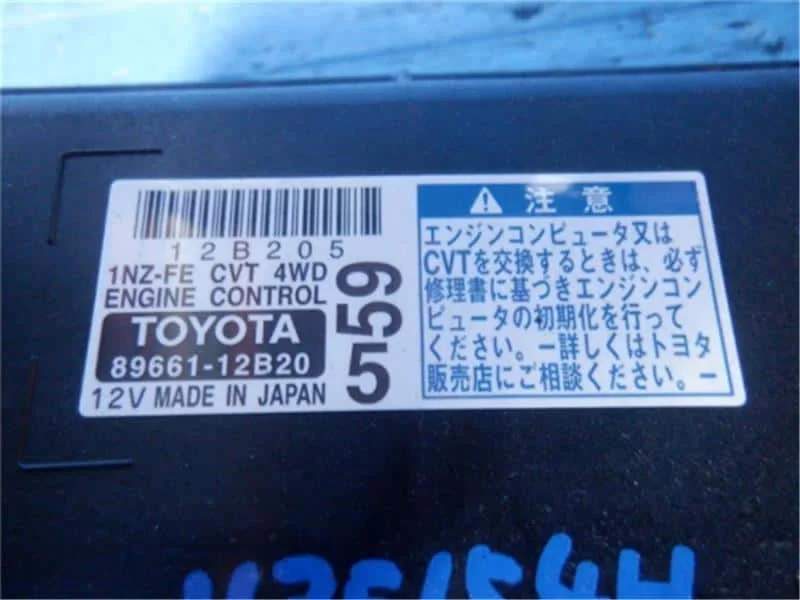 12B205
1NZ-FE CVT 4WD
ENGINE CONTROL
TOYOTA
89661-12B20
12V MADE IN JAPAN
559
注意
エンジンコンピュータ又は
CVTを交換するときは、必ず
修理書に基づきエンジンコン
ピュータの初期化を行って
ください。ー詳しくはトヨタ
販売店にご相談ください。ー